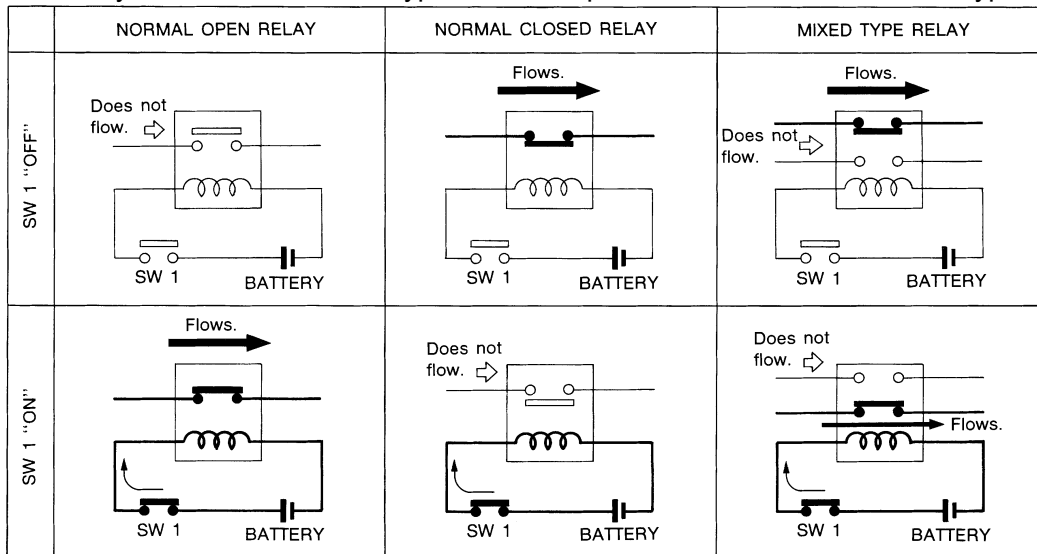 NORMAL OPEN RELAY
NORMAL CLOSED RELAY
MIXED TYPE RELAY
SW 1 "OFF"
Does not
flow.
SW 1
BATTERY
Flows.
SW 1
BATTERY
Flows.
Does not
flow.
SW 1
BATTERY
SW 1 "ON"
Flows.
SW 1
BATTERY
Does not
flow.
SW 1
BATTERY
Does not
flow.
Flows.
SW 1
BATTERY